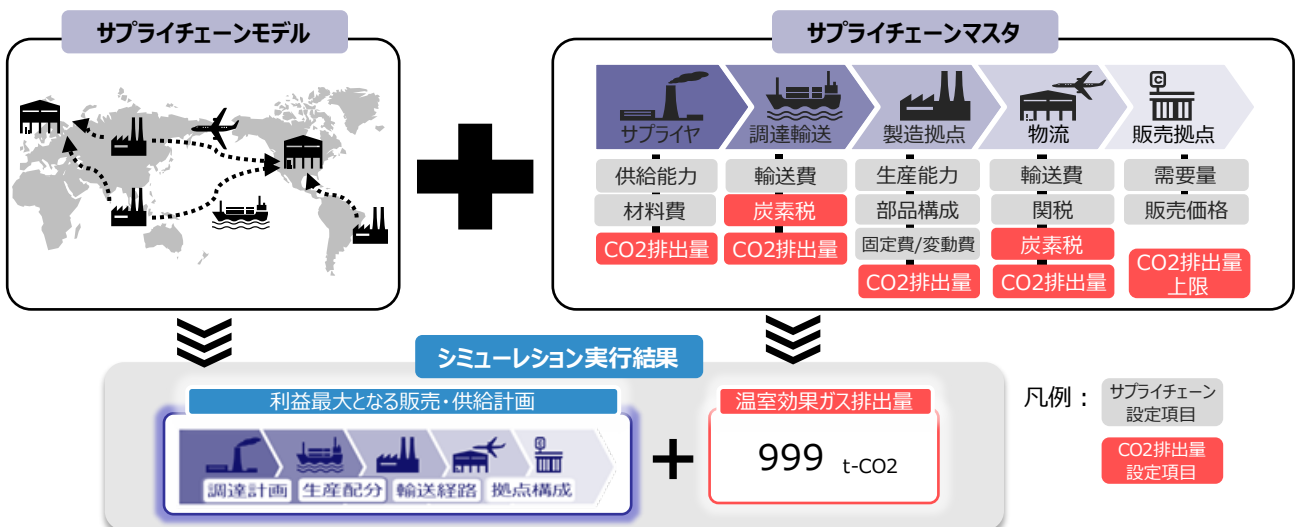 サプライチェーンモデル
サプライチェーンマスタ
サプライヤ
調達輸送
製造拠点
物流
C
販売拠点
供給能力
輸送費
生産能力
輸送費
需要量
材料費
炭素税
部品構成
関税
販売価格
CO2排出量
CO2排出量
固定費/変動費
炭素税
CO2排出量
上限
CO2排出量
CO2排出量
シミューレション実行結果
利益最大となる販売・供給計画
温室効果ガス排出量
調達計画
生産配分
輸送経路
拠点構成
999 t-CO2
凡例：
サプライチェーン
設定項目
CO2排出量
設定項目